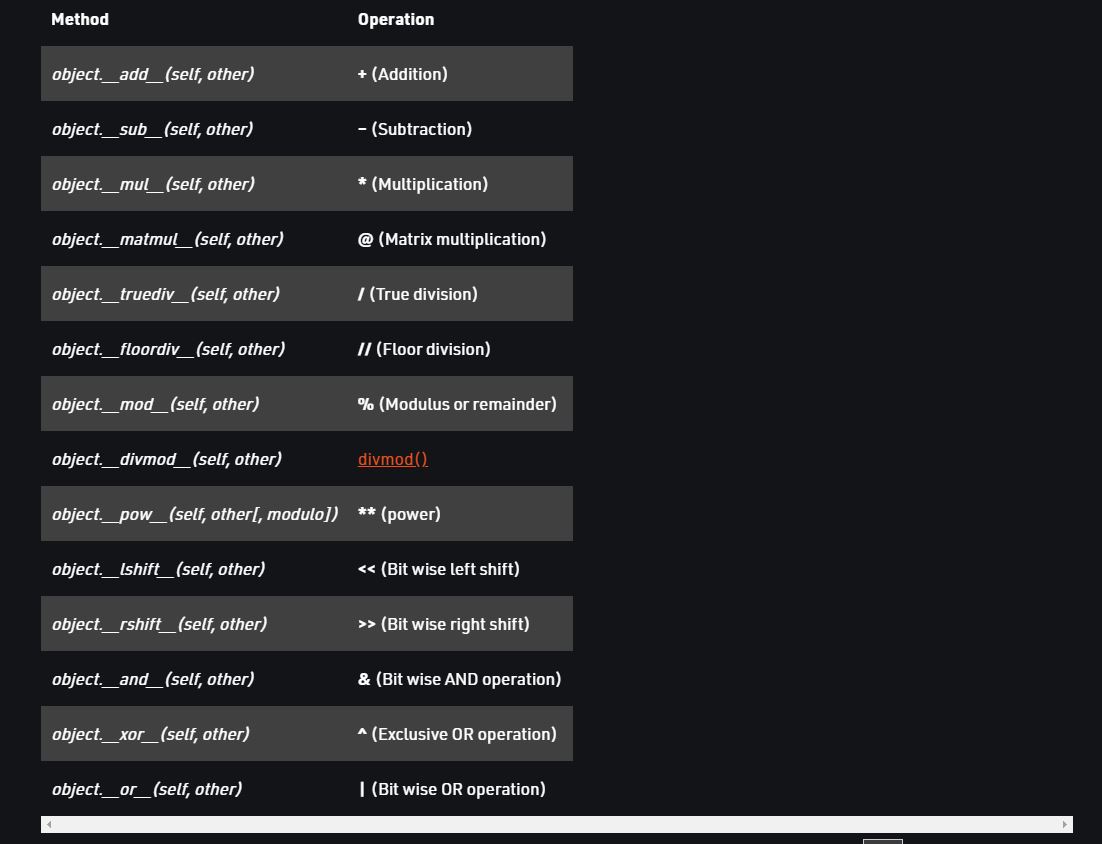 Method Operation
object.__add__(self, other) + (Addition)
object.__sub__(self, other) – (Subtraction)
object.__mul__(self, other) * (Multiplication)
object.__matmul__(self, other) @ (Matrix multiplication)
object.__truediv__(self, other) / (True division)
object.__floordiv__(self, other) // (Floor division)
object.__mod__(self, other) % (Modulus or remainder)
object.__divmod__(self, other) divmod()
object.__pow__(self, other[, modulo]) ** (power)
object.__lshift__(self, other) << (Bit wise left shift)
object.__rshift__(self, other) >> (Bit wise right shift)
object.__and__(self, other) & (Bit wise AND operation)
object.__xor__(self, other) ^ (Exclusive OR operation)
object.__or__(self, other) | (Bit wise OR operation)